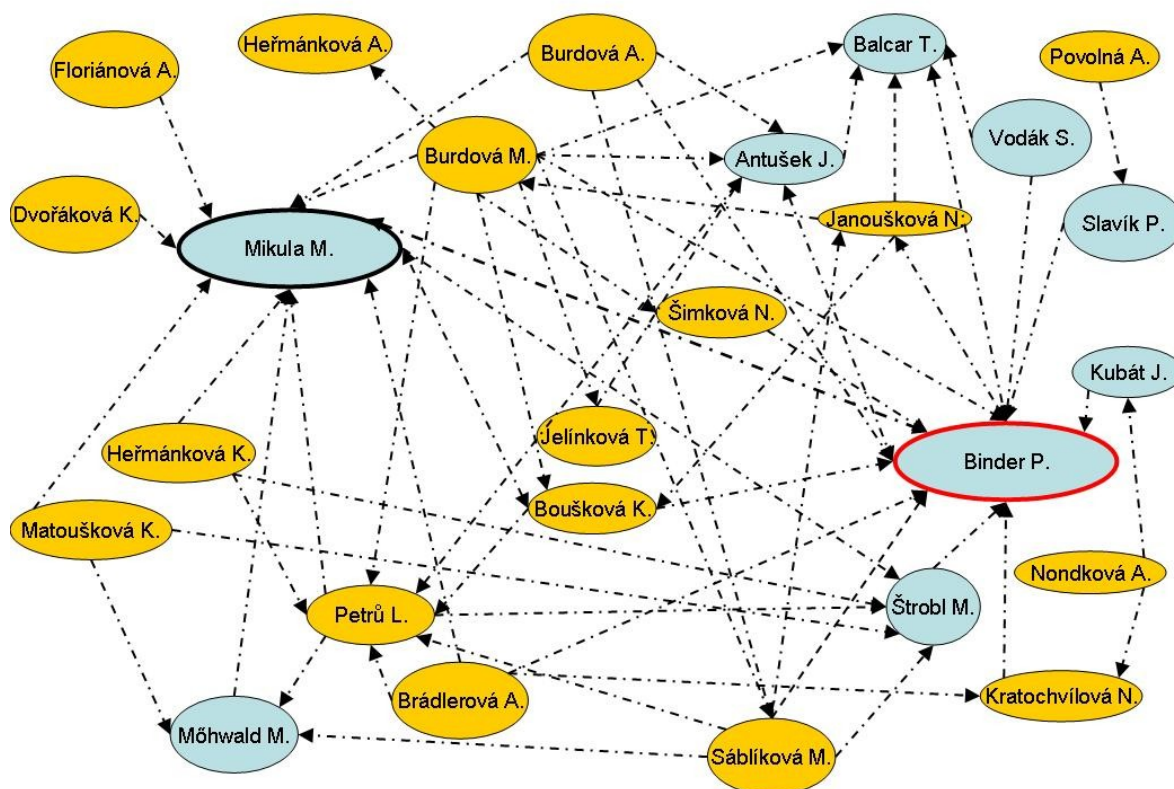 Heřmánková A.
Burdová A.
Balcar T.
Floriánová A.
Povolná A.
Burdová M.
Antušek J.
Vodák S.
Dvořáková K.
Mikula M.
Janoušková N.
Slavík P.
Šimková N.
Kubát J.
Jelínková T.
Heřmánková K.
Binder P.
Boušková K.
Matoušková K.
Nondková A.
Petrů L.
Štrobl M.
Brádlerová A.
Kratochvílová N.
Mőhwald M.
Sáblíková M.